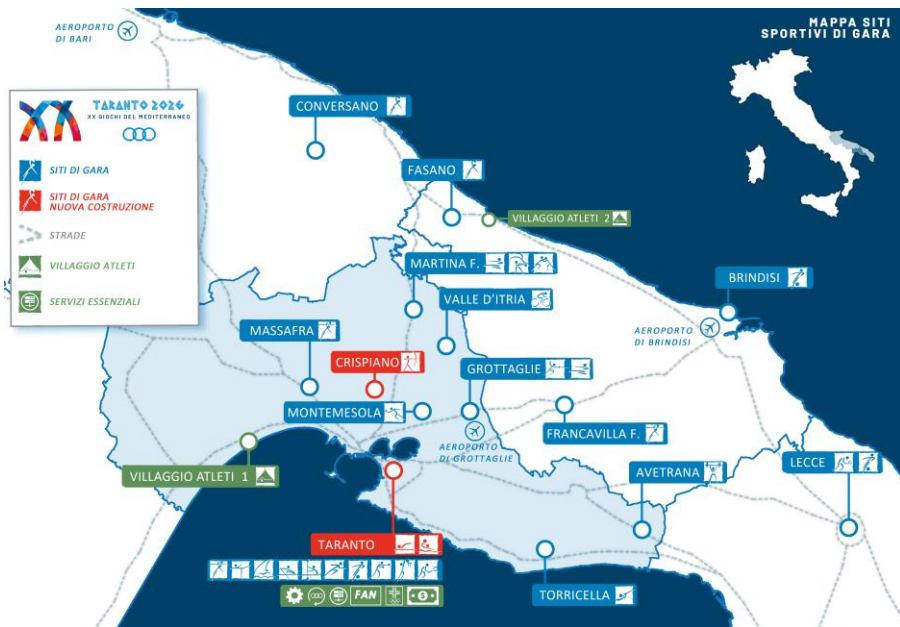 AEROPORTO
DI BARI
MAPPA SITI
SPORTIVI DI GARA
TARANTO 2026
XX GIOCHI DEL MEDITERRANEO
SITI DI GARA
SITI DI GARA
NUOVA COSTRUZIONE
STRADE
VILLAGGIO ATLETI
SERVIZI ESSENZIALI
CONVERSANO
FASANO
VILLAGGIO ATLETI 2
MARTINA F.
VALLE D'ITRIA
BRINDISI
AEROPORTO
DI BRINDISI
MASSAFRA
CRISPIANO
GROTTAGLIE
MONTEMESOLA
AEROPORTO
DI GROTTAGLIE
FRANCAVILLA F.
VILLAGGIO ATLETI 1
AVETRANA
LECCE
TARANTO
FAN
TORRICELLA